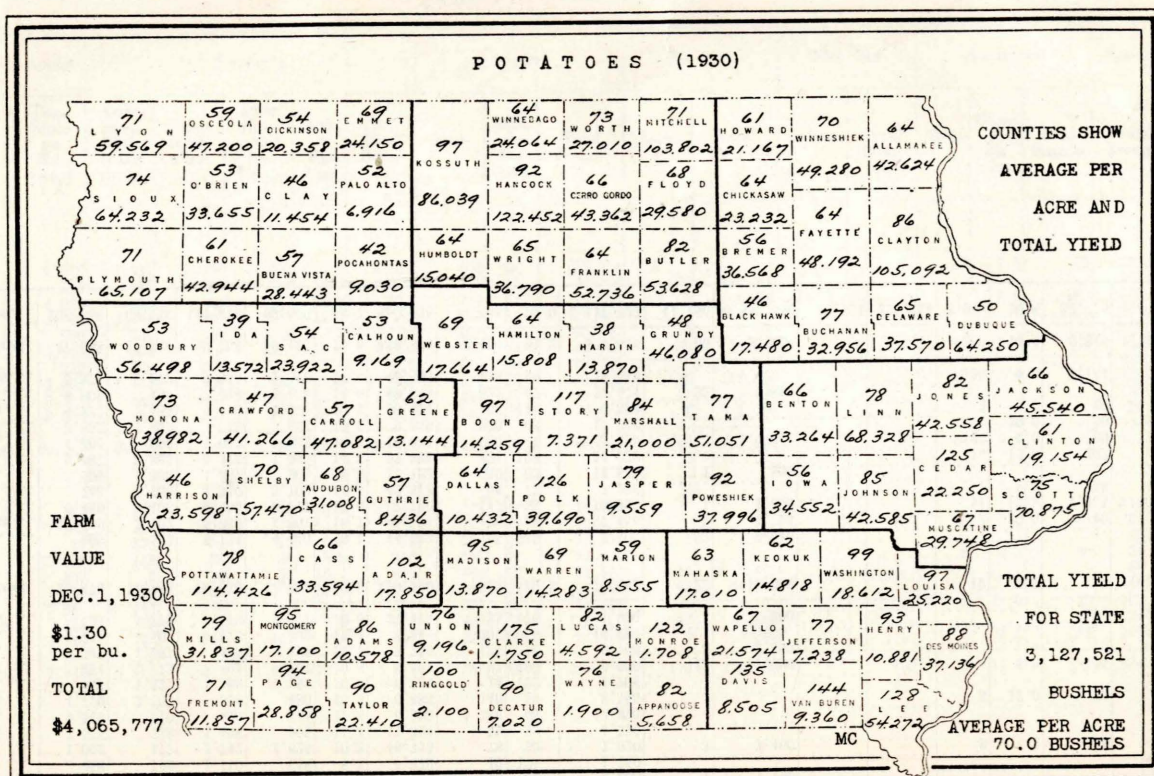 POTATOES (1930)
COUNTIES SHOW
AVERAGE PER
ACRE AND
TOTAL YIELD
71
LYON
59.569
59
OSCEOLA
47.200
54
DICKINSON
20.358
69
EMMET
24.150
97
KOSSUTH
86.039
64
WINNEBAGO
24.064
73
WORTH
27.010
71
MITCHELL
103.802
61
HOWARD
21.167
70
WINNESHIEK
49.280
64
ALLAMAKEE
42.624
74
SIOUX
64.232
53
O'BRIEN
33.655
46
CLAY
11.454
52
PALO ALTO
6.916
92
HANCOCK
122.452
66
CERRO GORDO
43.362
68
FLOYD
29.580
64
CHICKASAW
23.232
64
FAYETTE
48.192
86
CLAYTON
105.092
71
PLYMOUTH
65.107
61
CHEROKEE
42.944
57
BUENA VISTA
28.443
42
POCAHONTAS
9.030
64
HUMBOLDT
15.040
65
WRIGHT
36.790
64
FRANKLIN
52.736
82
BUTLER
53.628
56
BREMER
36.568
53
WOODBURY
56.498
39
IDA
13.572
54
SAC
23.922
53
CALHOUN
9.169
69
WEBSTER
17.664
64
HAMILTON
15.808
38
HARDIN
13.870
48
GRUNDY
46.080
46
BLACK HAWK
17.480
77
BUCHANAN
32.956
65
DELAWARE
37.570
50
DUBUQUE
64.250
73
MONONA
38.982
47
CRAWFORD
41.266
57
CARROLL
47.082
62
GREENE
13.144
97
BOONE
14.259
117
STORY
7.371
84
MARSHALL
21.000
77
TAMA
51.051
66
BENTON
33.264
78
LINN
68.328
82
JONES
42.558
66
JACKSON
45.540
61
CLINTON
19.154
46
HARRISON
23.598
70
SHELBY
57.470
68
AUDUBON
31.008
57
GUTHRIE
8.436
64
DALLAS
10.432
126
POLK
39.690
79
JASPER
9.559
92
POWESHIEK
37.996
56
IOWA
34.552
85
JOHNSON
42.585
125
CEDAR
22.250
75
SCOTT
70.875
67
MUSCATINE
29.748
78
POTTAWATTAMIE
114.426
66
CASS
33.594
102
ADAIR
17.850
95
MADISON
13.870
69
WARREN
14.283
59
MARION
8.555
63
MAHASKA
17.010
62
KEOKUK
14.818
99
WASHINGTON
18.612
97
LOUISA
25.220
79
MILLS
31.837
95
MONTGOMERY
17.100
86
ADAMS
10.578
76
UNION
9.196
175
CLARKE
1.750
82
LUCAS
4.592
122
MONROE
1.708
67
WAPELLO
21.574
77
JEFFERSON
7.238
93
HENRY
10.881
88
DES MOINES
37.136
71
FREMONT
11.857
94
PAGE
28.858
90
TAYLOR
22.410
100
RINGGOLD
2.100
90
DECATUR
7.020
76
WAYNE
1.900
82
APPANOOSE
5.658
135
DAVIS
8.505
144
VAN BUREN
9.360
128
LEE
54.272
FARM
VALUE
DEC.1,1930
$1.30
per bu.
TOTAL
$4,065,777
TOTAL YIELD
FOR STATE
3,127,521
BUSHELS
AVERAGE PER ACRE
70.0 BUSHELS
MC